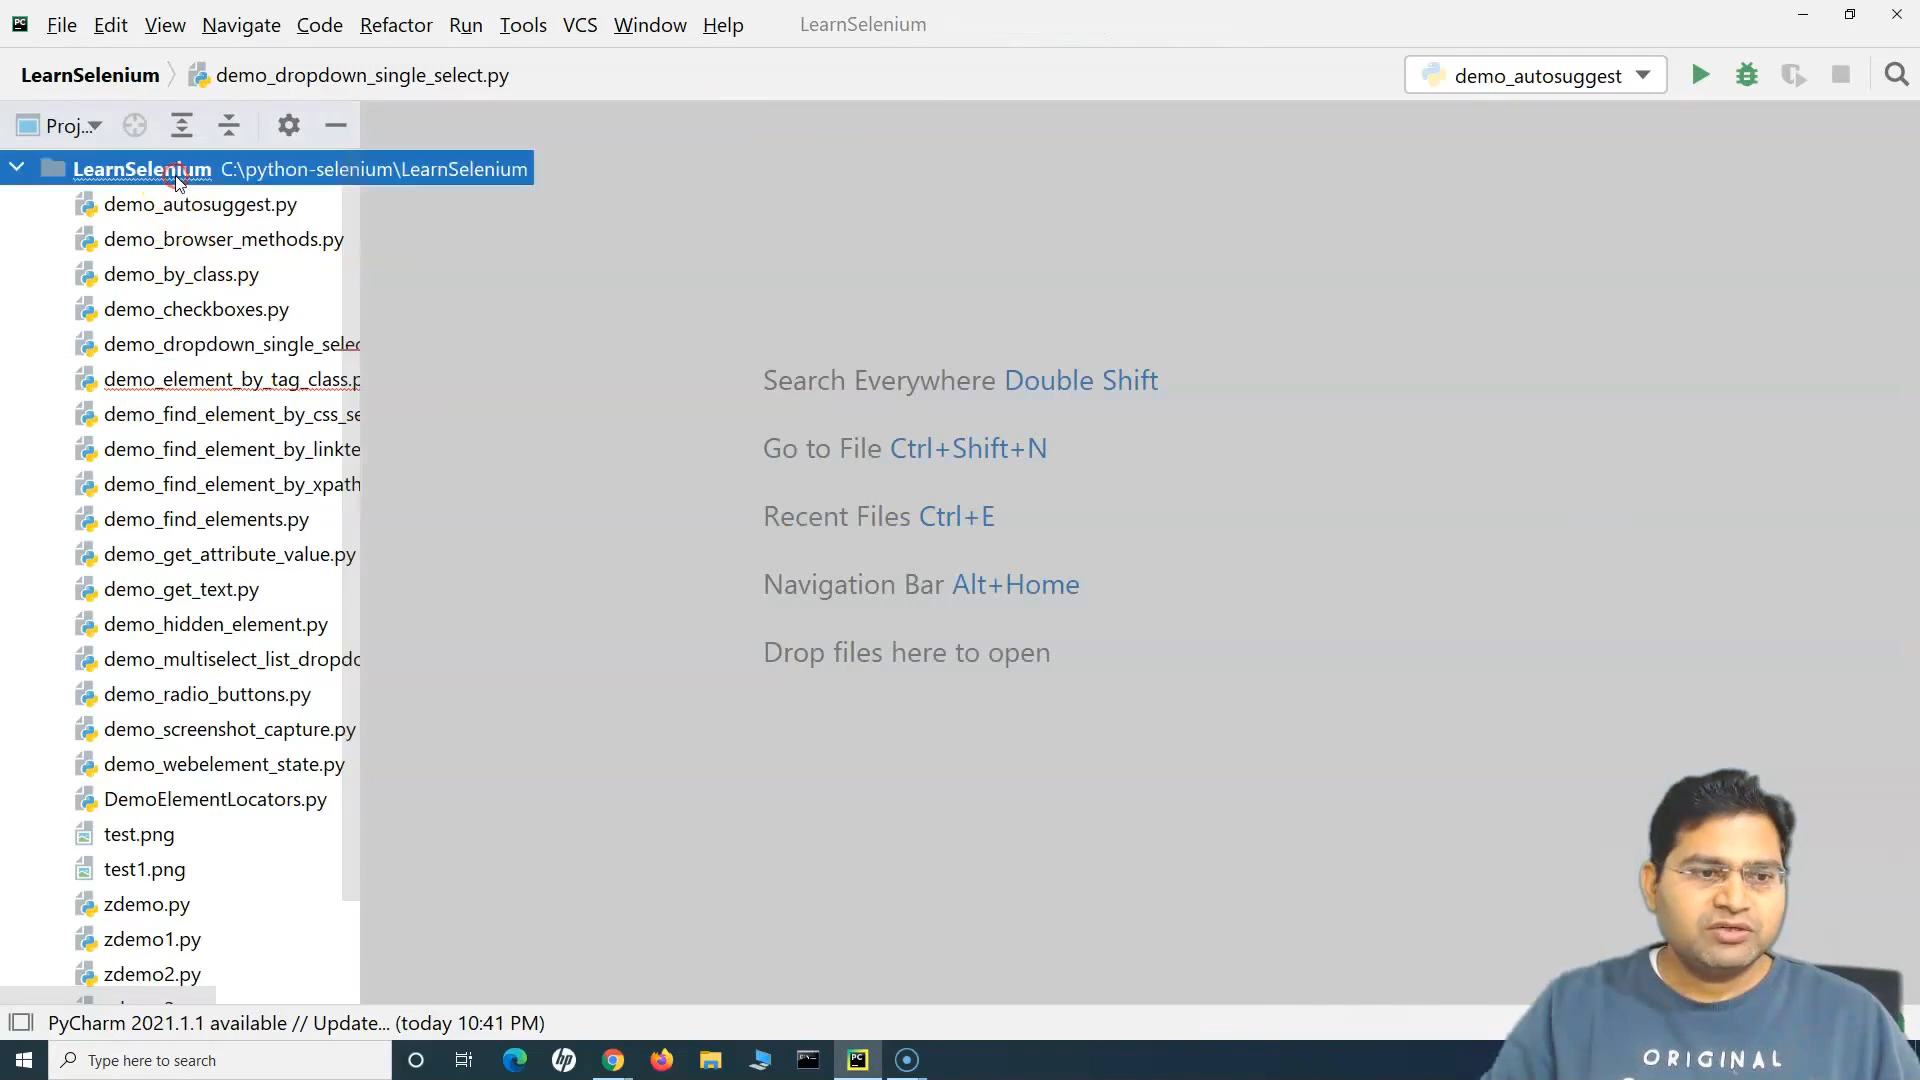 PC File Edit View Navigate Code Refactor Run Tools VCS Window Help LearnSelenium
LearnSelenium demo_dropdown_single_select.py demo_autosuggest
Proj...
LearnSelenium C:\python-selenium\LearnSelenium
demo_autosuggest.py
demo_browser_methods.py
demo_by_class.py
demo_checkboxes.py
demo_dropdown_single_selec
demo_element_by_tag_class.p
demo_find_element_by_css_se
demo_find_element_by_linkte
demo_find_element_by_xpath
demo_find_elements.py
demo_get_attribute_value.py
demo_get_text.py
demo_hidden_element.py
demo_multiselect_list_dropdo
demo_radio_buttons.py
demo_screenshot_capture.py
demo_webelement_state.py
DemoElementLocators.py
test.png
test1.png
zdemo.py
zdemo1.py
zdemo2.py
Search Everywhere Double Shift
Go to File Ctrl+Shift+N
Recent Files Ctrl+E
Navigation Bar Alt+Home
Drop files here to open
PyCharm 2021.1.1 available // Update... (today 10:41 PM)
Type here to search
hp
PC
ORIGINAL